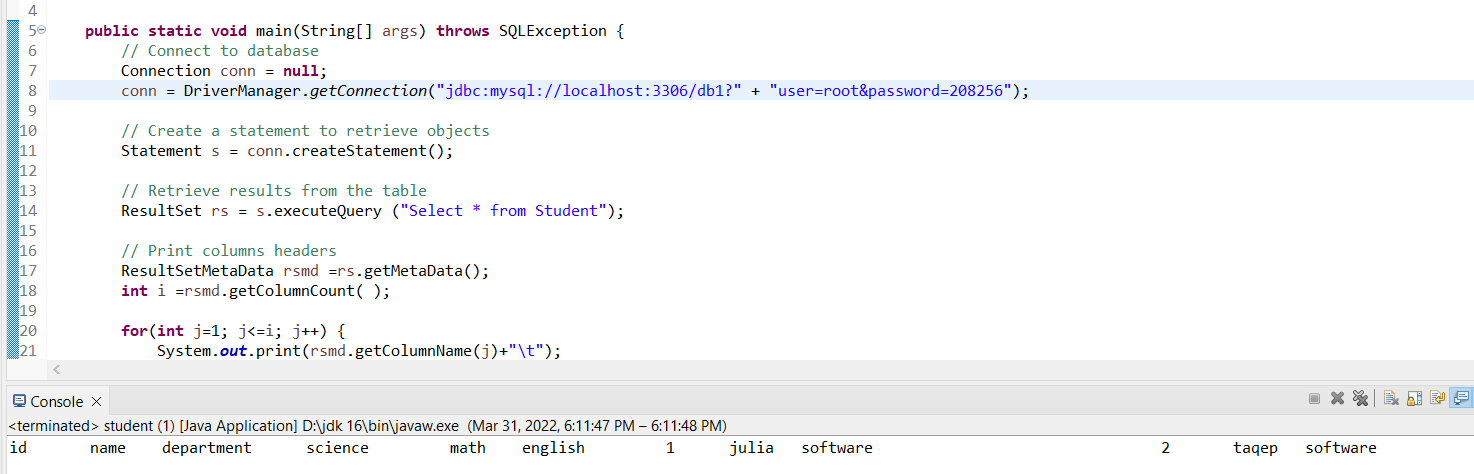 4
5 public static void main(String[] args) throws SQLException {
6 // Connect to database
7 Connection conn = null;
8 conn = DriverManager.getConnection("jdbc:mysql://localhost:3306/db1?" + "user=root&password=208256");
9
10 // Create a statement to retrieve objects
11 Statement s = conn.createStatement();
12
13 // Retrieve results from the table
14 ResultSet rs = s.executeQuery ("Select * from Student");
15
16 // Print columns headers
17 ResultSetMetaData rsmd =rs.getMetaData();
18 int i =rsmd.getColumnCount( );
19
20 for(int j=1; j<=i; j++) {
21 System.out.print(rsmd.getColumnName(j)+"\t");
Console
<terminated> student (1) [Java Application] D:\jdk 16\bin\javaw.exe (Mar 31, 2022, 6:11:47 PM – 6:11:48 PM)
id name department science math english 1 julia software 2 taqep software